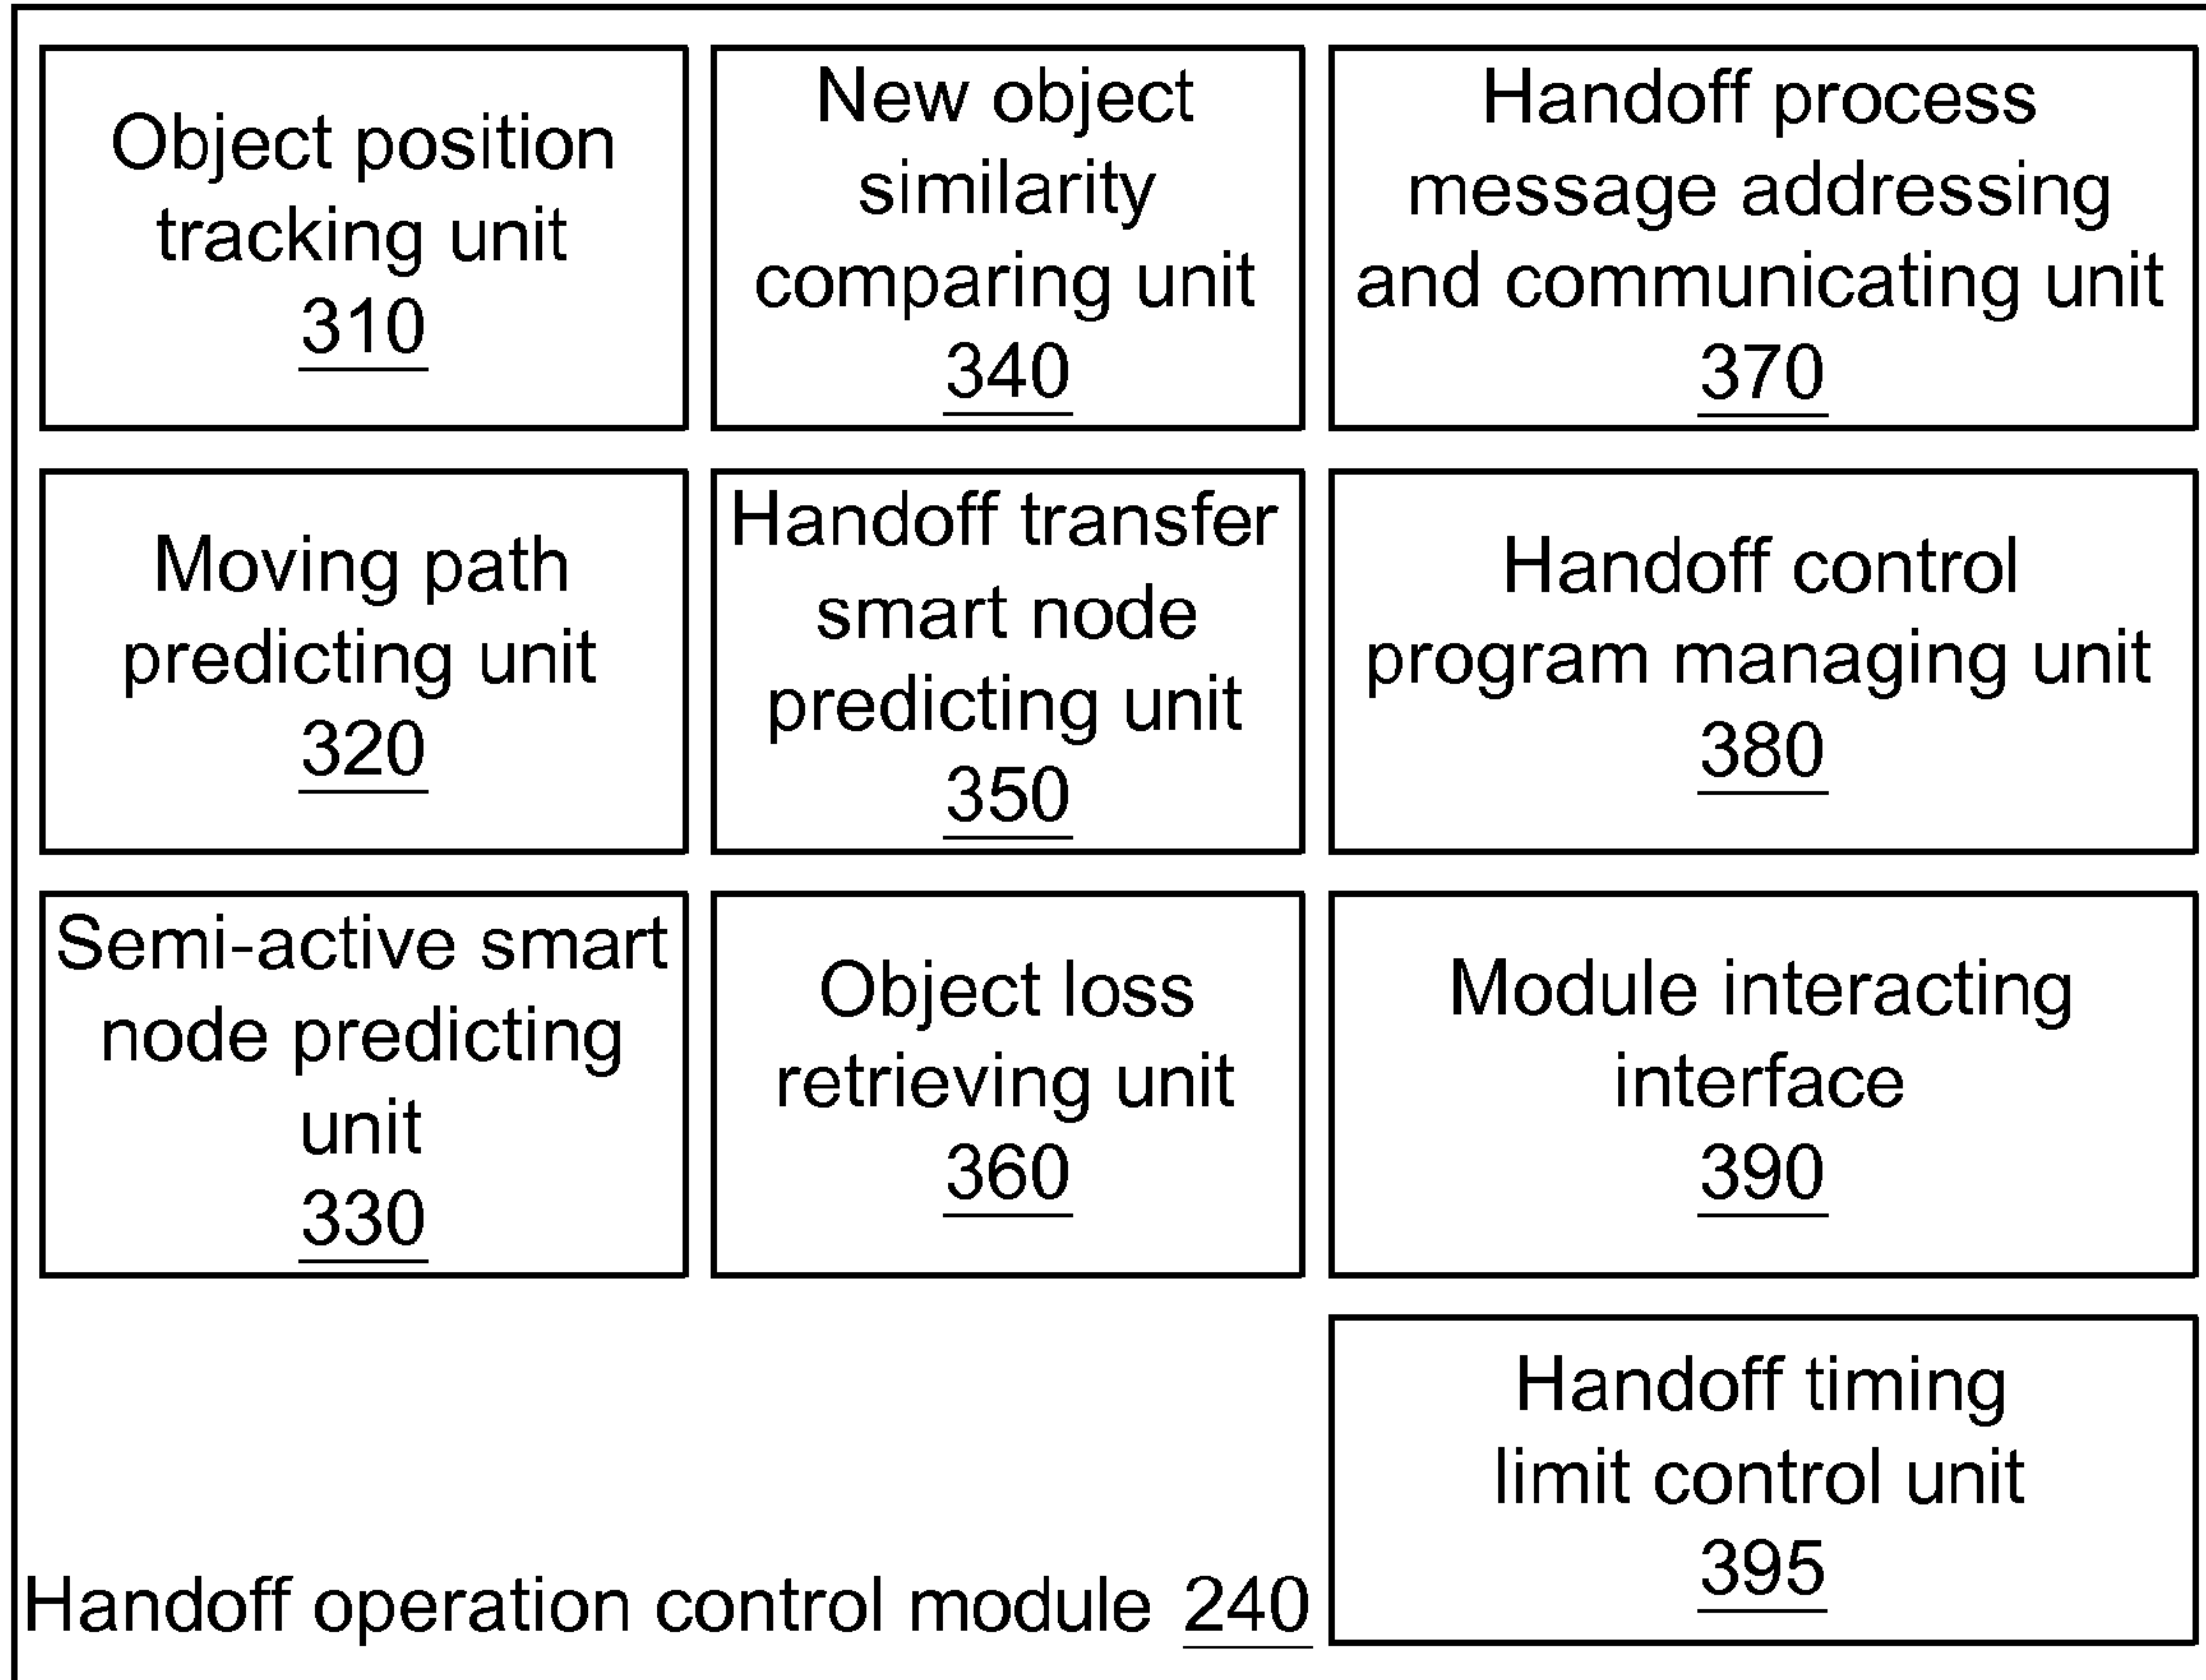 Object position
tracking unit
310
New object
similarity
comparing unit
340
Handoff process
message addressing
and communicating unit
370
Moving path
predicting unit
320
Handoff transfer
smart node
predicting unit
350
Handoff control
program managing unit
380
Semi-active smart
node predicting
unit
330
Object loss
retrieving unit
360
Module interacting
interface
390
Handoff timing
limit control unit
395
Handoff operation control module 240